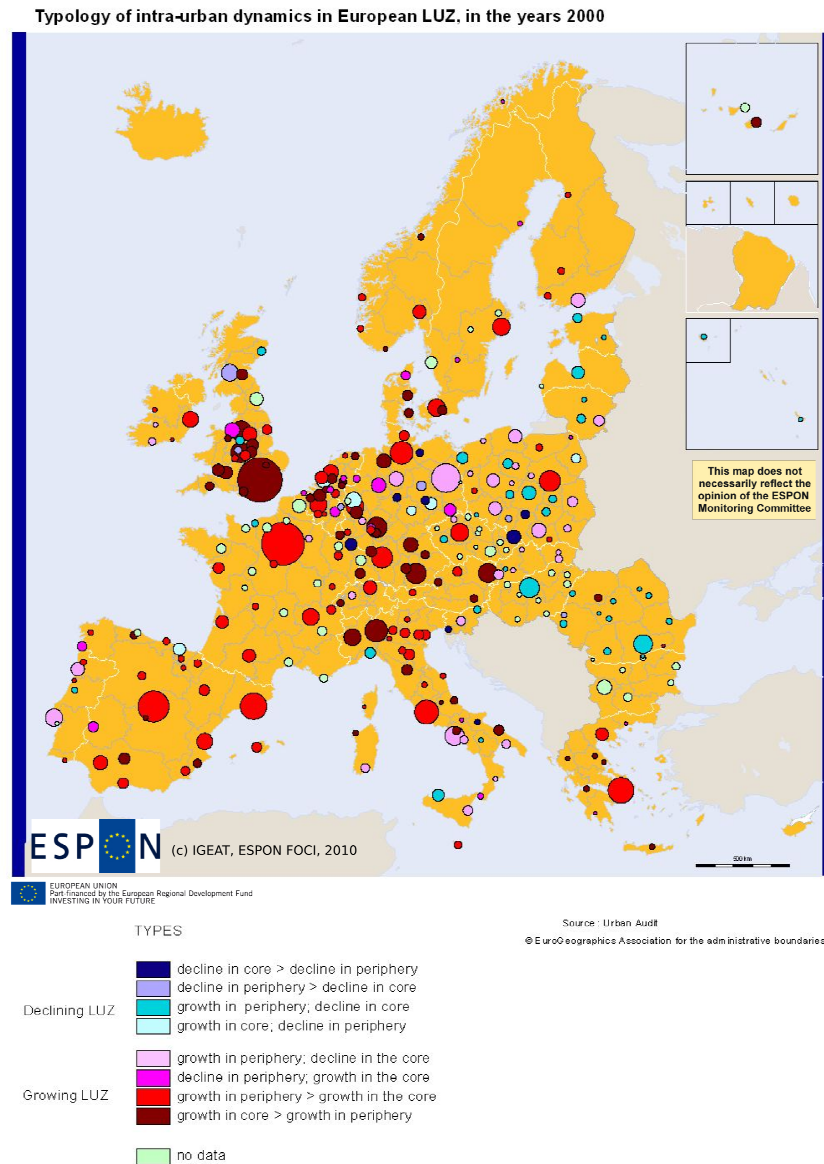 Typology of intra-urban dynamics in European LUZ, in the years 2000
This map does not
necessarily reflect the
opinion of the ESPON
Monitoring Committee
ESPON
(c) IGEAT, ESPON FOCI, 2010
500 km
EUROPEAN UNION
Part-financed by the European Regional Development Fund
INVESTING IN YOUR FUTURE
Source : Urban Audit
© EuroGeographics Association for the administrative boundaries
TYPES
Declining LUZ
decline in core > decline in periphery
decline in periphery > decline in core
growth in periphery; decline in core
growth in core; decline in periphery
Growing LUZ
growth in periphery; decline in the core
decline in periphery; growth in the core
growth in periphery > growth in the core
growth in core > growth in periphery
no data